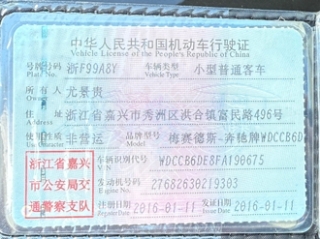 中华人民共和国机动车行驶证
Vehicle License of the People's Republic of China
号牌号码 浙F99A8Y 车辆类型 小型普通客车
Plate No. Vehicle Type
所有人 尤景贵
Owner
住址 浙江省嘉兴市秀洲区洪合镇富民路496号
Address
使用性质 非营运 品牌型号 梅赛德斯-奔驰牌WDCCB6D
Use Character Model
浙江省嘉兴
市公安局交
通警察支队
车辆识别代号 WDCCB6DE8FA190675
VIN
发动机号码 27682630219303
Engine No.
注册日期 2016-01-11 发证日期 2016-01-11
Register Date Issue Date